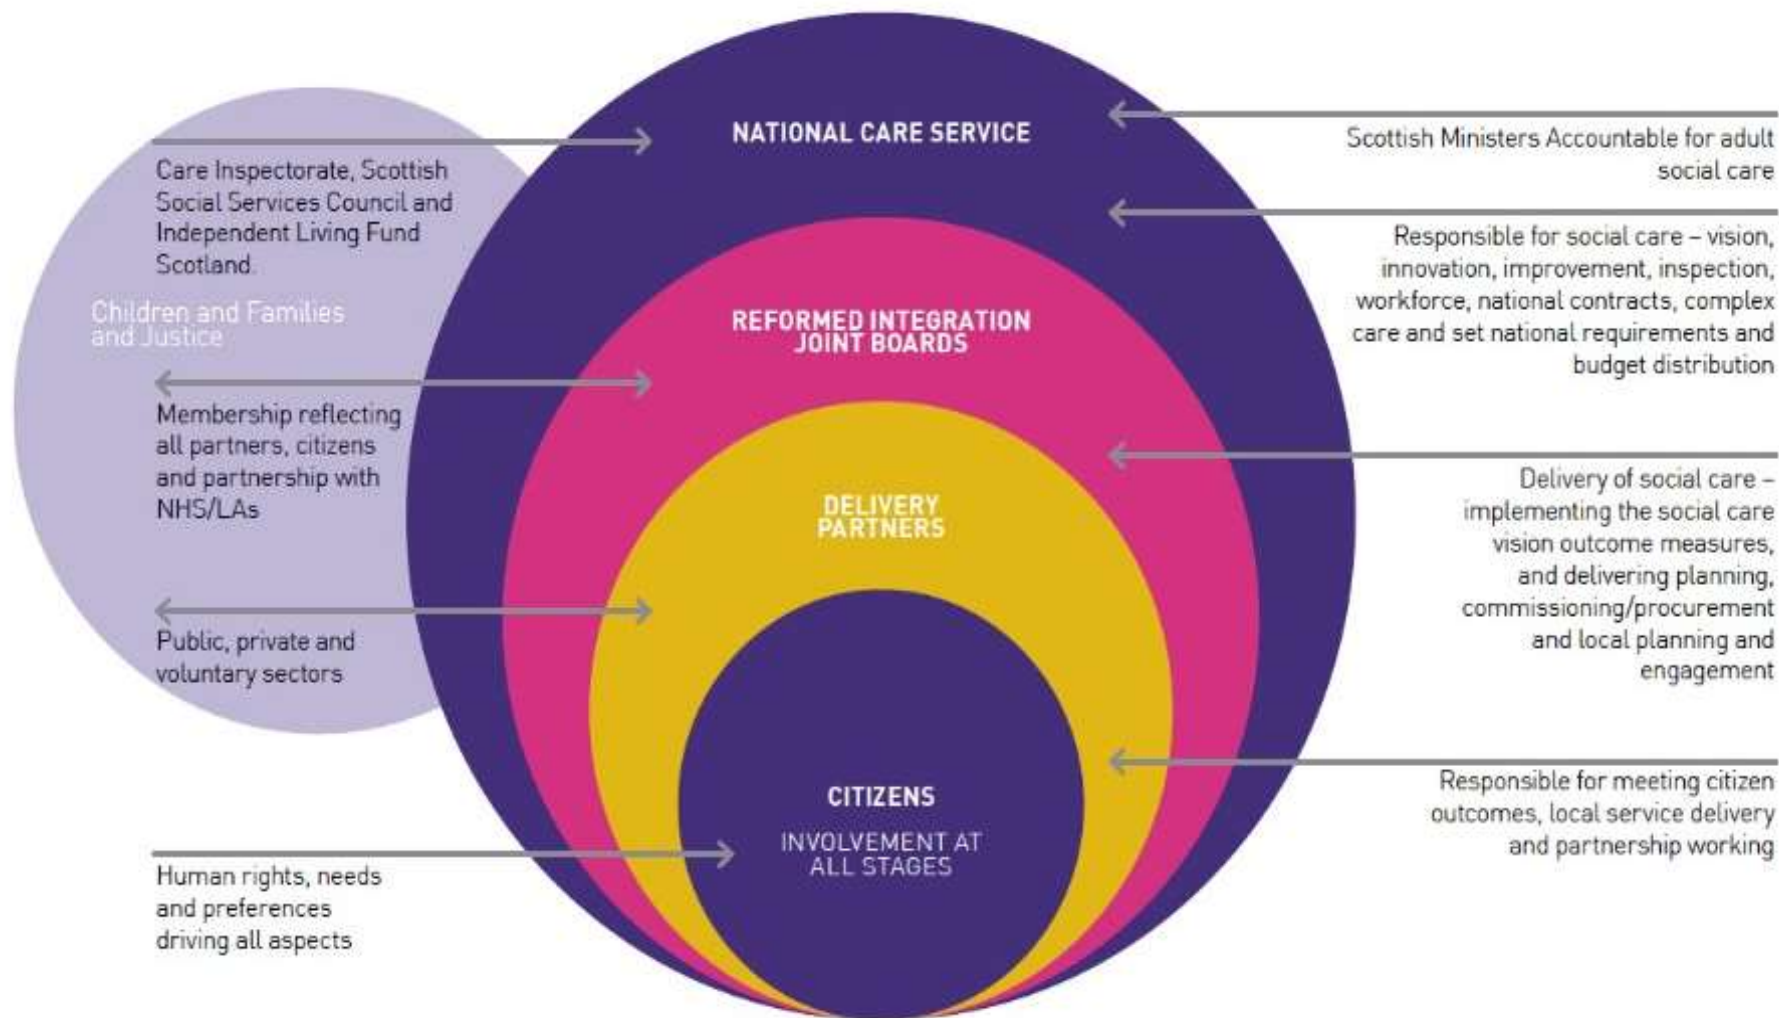 NATIONAL CARE SERVICE
Care Inspectorate, Scottish
Social Services Council and
Independent Living Fund
Scotland.
Children and Families
and Justice
Membership reflecting
all partners, citizens
and partnership with
NHS/LAs
Public, private and
voluntary sectors
Human rights, needs
and preferences
driving all aspects
REFORMED INTEGRATION
JOINT BOARDS
DELIVERY
PARTNERS
CITIZENS
INVOLVEMENT AT
ALL STAGES
Scottish Ministers Accountable for adult
social care
Responsible for social care – vision,
innovation, improvement, inspection,
workforce, national contracts, complex
care and set national requirements and
budget distribution
Delivery of social care –
implementing the social care
vision outcome measures,
and delivering planning,
commissioning/procurement
and local planning and
engagement
Responsible for meeting citizen
outcomes, local service delivery
and partnership working